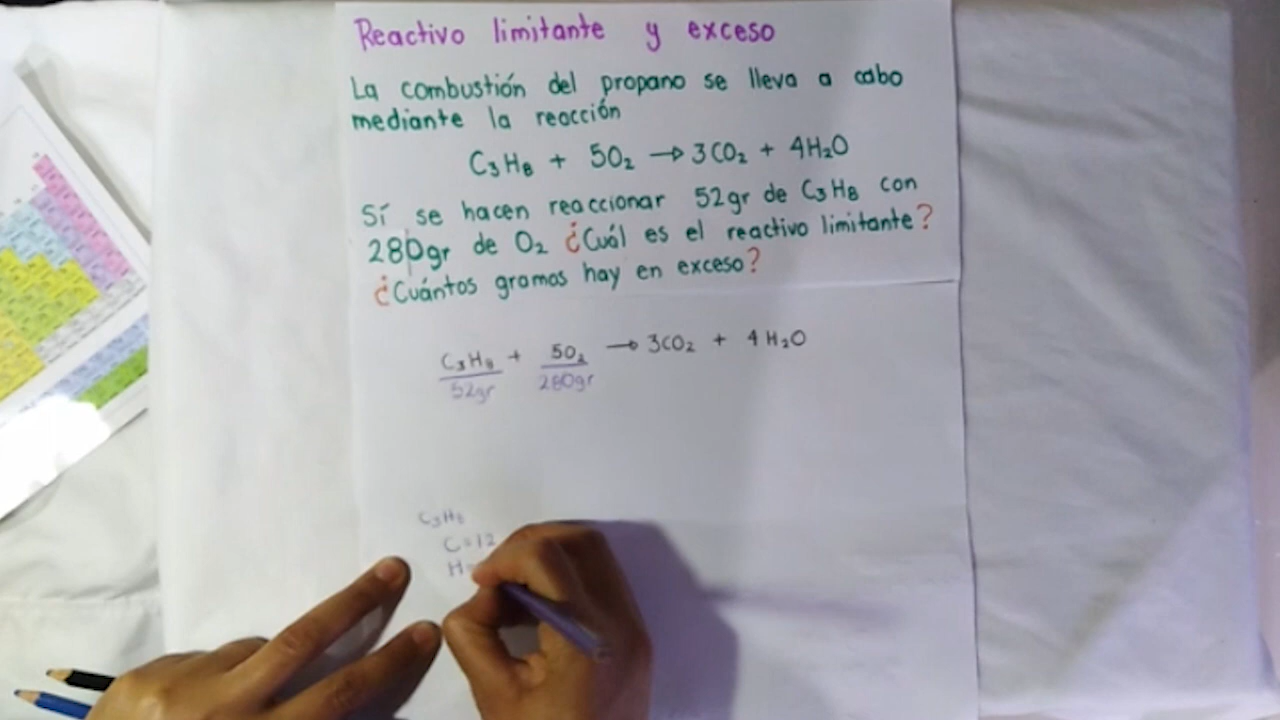 Reactivo limitante y exceso
La combustión del propano se lleva a cabo
mediante la reacción
C₃H₈ + 5O₂ → 3CO₂ + 4H₂O
Sí se hacen reaccionar 52gr de C₃H₈ con
280gr de O₂ ¿Cuál es el reactivo limitante?
¿Cuántos gramos hay en exceso?
C₃H₈ + 5O₂ → 3CO₂ + 4H₂O
52gr 280gr
C₃H₈
C=12
H=